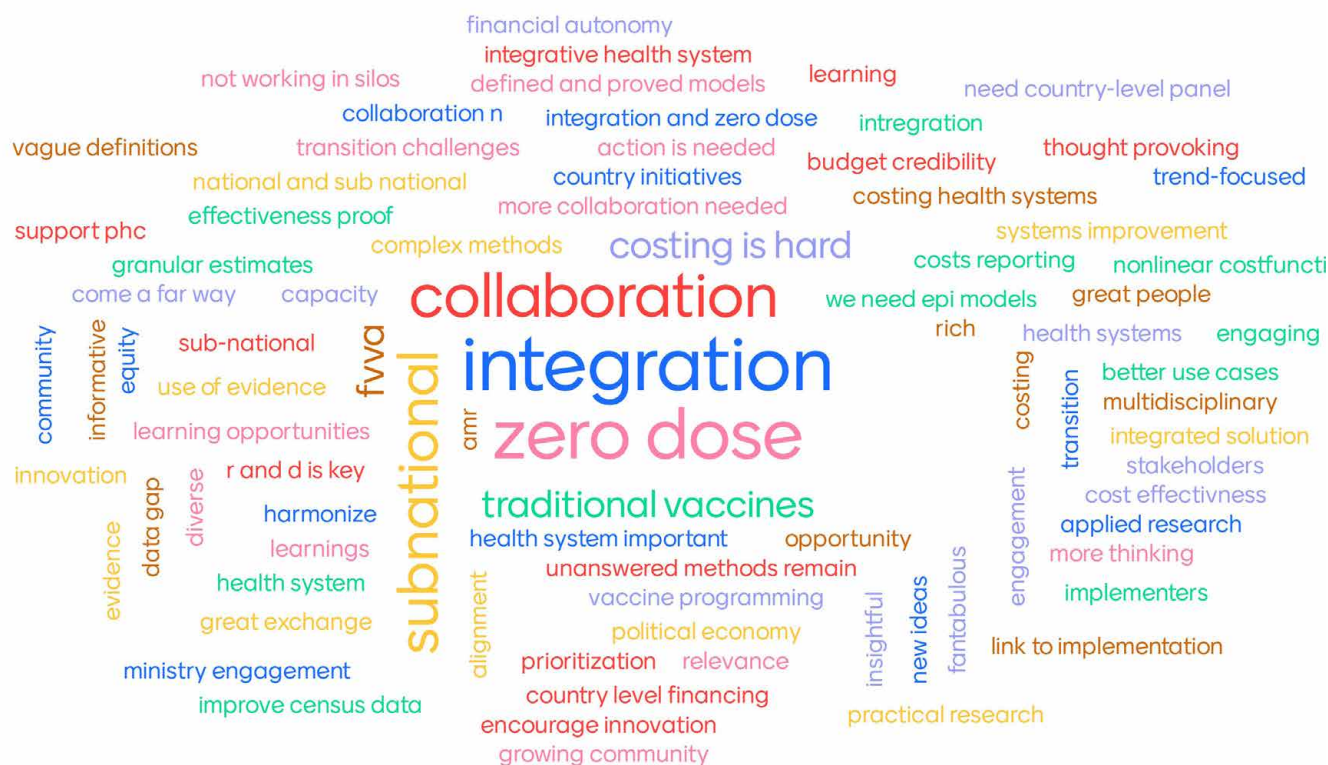 financial autonomy
integrative health system
not working in silos
defined and proved models
learning
need country-level panel
collaboration n
integration and zero dose
intregration
vague definitions
transition challenges
action is needed
budget credibility
thought provoking
national and sub national
country initiatives
trend-focused
effectiveness proof
more collaboration needed
costing health systems
support phc
complex methods
costing is hard
systems improvement
granular estimates
costs reporting
nonlinear costfuncti
come a far way
capacity
collaboration
we need epi models
great people
community
informative
equity
sub-national
fvva
subnational
integration
rich
health systems
engaging
use of evidence
amr
costing
transition
better use cases
multidisciplinary
learning opportunities
zero dose
integrated solution
innovation
data gap
diverse
r and d is key
stakeholders
traditional vaccines
engagement
cost effectivness
evidence
harmonize
health system important
opportunity
applied research
learnings
unanswered methods remain
more thinking
health system
alignment
vaccine programming
insightful
new ideas
fantabulous
implementers
great exchange
political economy
link to implementation
ministry engagement
prioritization
relevance
improve census data
country level financing
practical research
encourage innovation
growing community